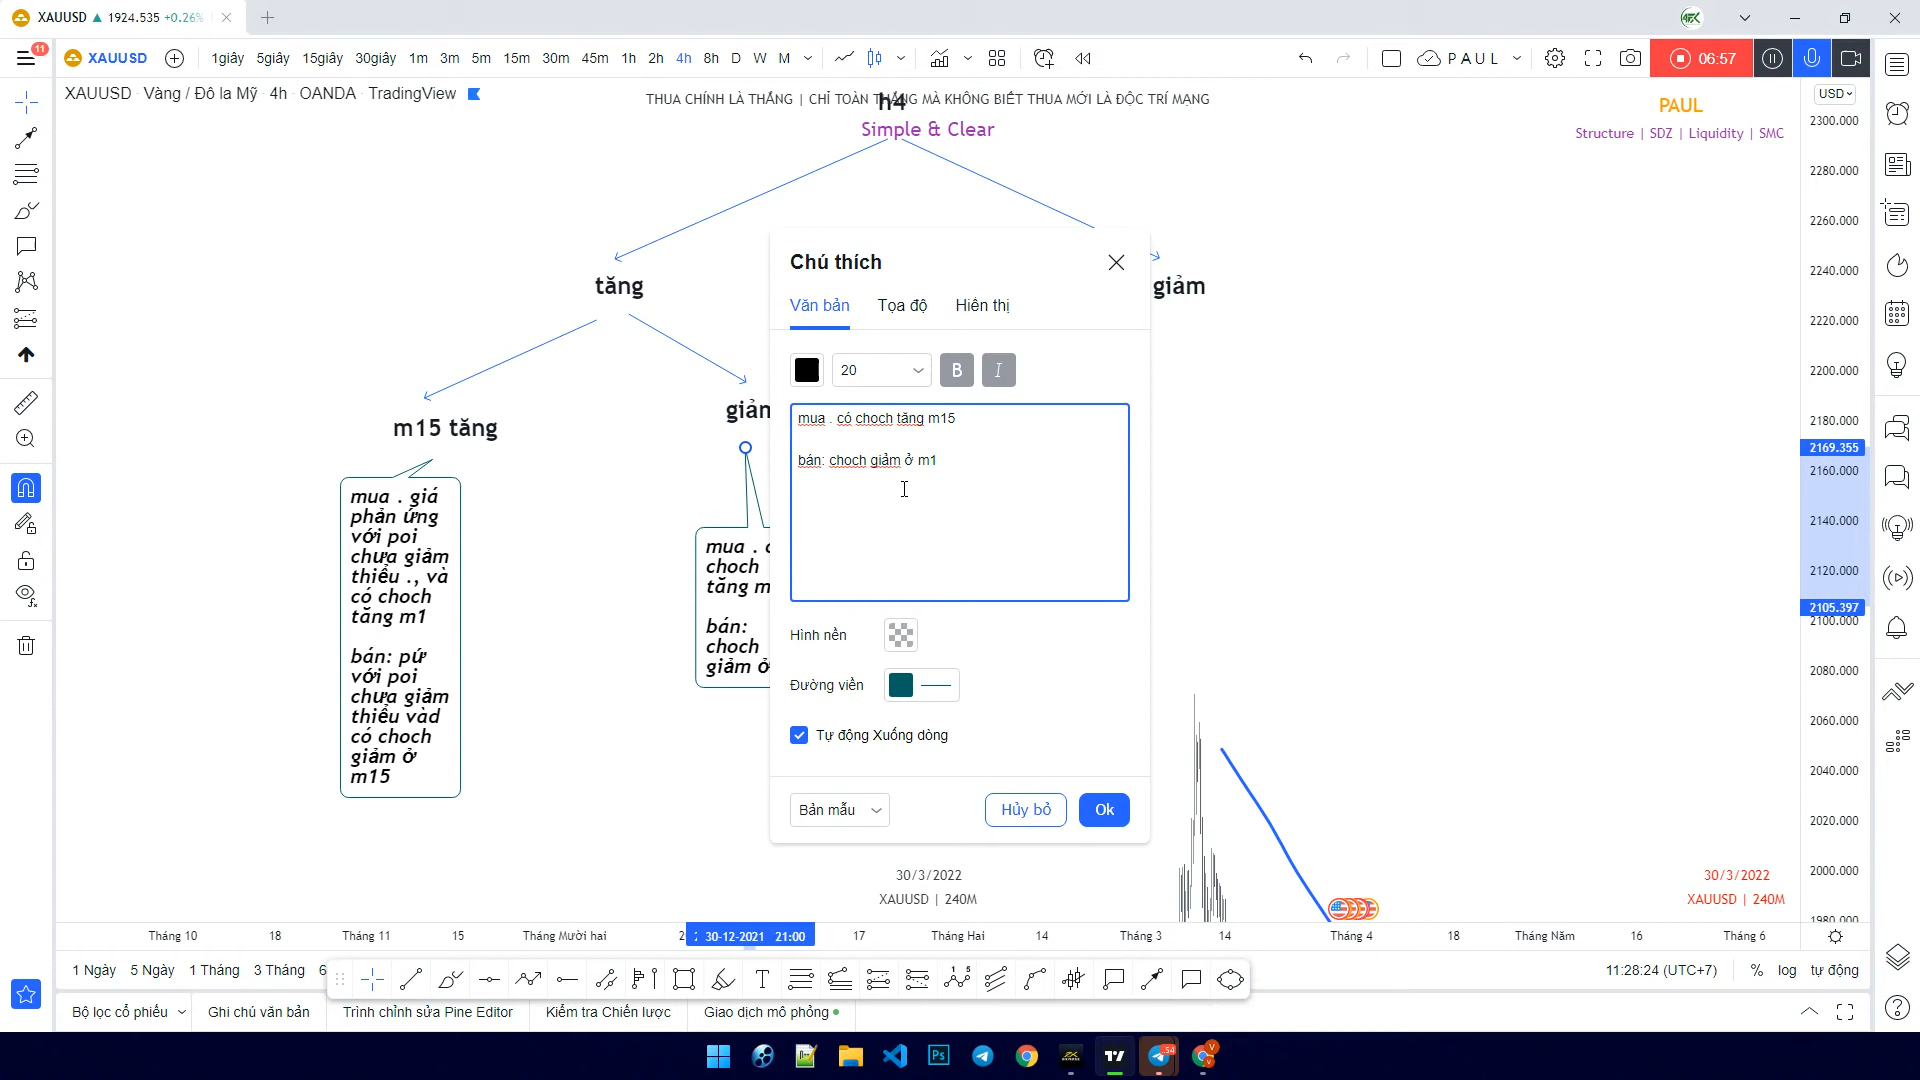 XAUUSD ▲ 1924.535 +0.26%
11
XAUUSD
1giây 5giây 15giây 30giây 1m 3m 5m 15m 30m 45m 1h 2h 4h 8h D W M
PAUL
06:57
XAUUSD · Vàng / Đô la Mỹ · 4h · OANDA · TradingView
THUA CHÍNH LÀ THẮNG | CHỈ TOÀN THẮNG MÀ KHÔNG BIẾT THUA MỚI LÀ ĐỘC TRÍ MẠNG
h4
Simple & Clear
PAUL
Structure | SDZ | Liquidity | SMC
USD
2300.000
2280.000
2260.000
2240.000
2220.000
2200.000
2180.000
2169.355
2160.000
2140.000
2120.000
2105.397
2100.000
2080.000
2060.000
2040.000
2020.000
2000.000
1980.000
tăng
giảm
m15 tăng
giảm
mua . giá
phản ứng
với poi
chưa giảm
thiểu ., và
có choch
tăng m1
bán: pứ
với poi
chưa giảm
thiểu vàd
có choch
giảm ở
m15
mua . c
choch
tăng m
bán:
choch
giảm ở
Chú thích
Văn bản Tọa độ Hiên thị
20 B I
mua . có choch tăng m15
bán: choch giảm ở m1
Hình nền
Đường viền
Tự động Xuống dòng
Bản mẫu
Hủy bỏ
Ok
30/3/2022
XAUUSD | 240M
30/3/2022
XAUUSD | 240M
Tháng 10 18 Tháng 11 15 Tháng Mười hai 30-12-2021 21:00 17 Tháng Hai 14 Tháng 3 14 Tháng 4 18 Tháng Năm 16 Tháng 6
1 Ngày 5 Ngày 1 Tháng 3 Tháng 6
11:28:24 (UTC+7) % log tự động
Bộ lọc cổ phiếu Ghi chú văn bản Trình chỉnh sửa Pine Editor Kiểm tra Chiến lược Giao dịch mô phỏng
54